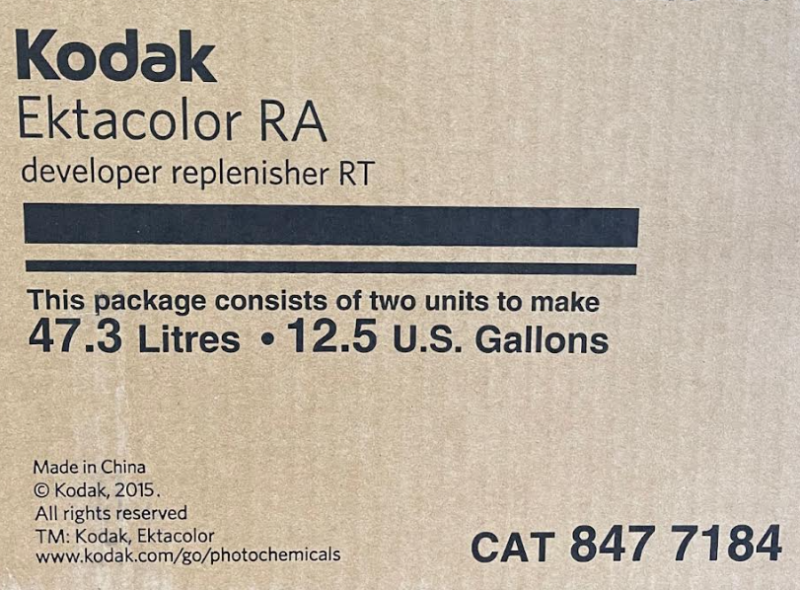 Kodak
Ektacolor RA
developer replenisher RT
This package consists of two units to make
47.3 Litres • 12.5 U.S. Gallons
Made in China
© Kodak, 2015.
All rights reserved
TM: Kodak, Ektacolor
www.kodak.com/go/photochemicals
CAT 847 7184